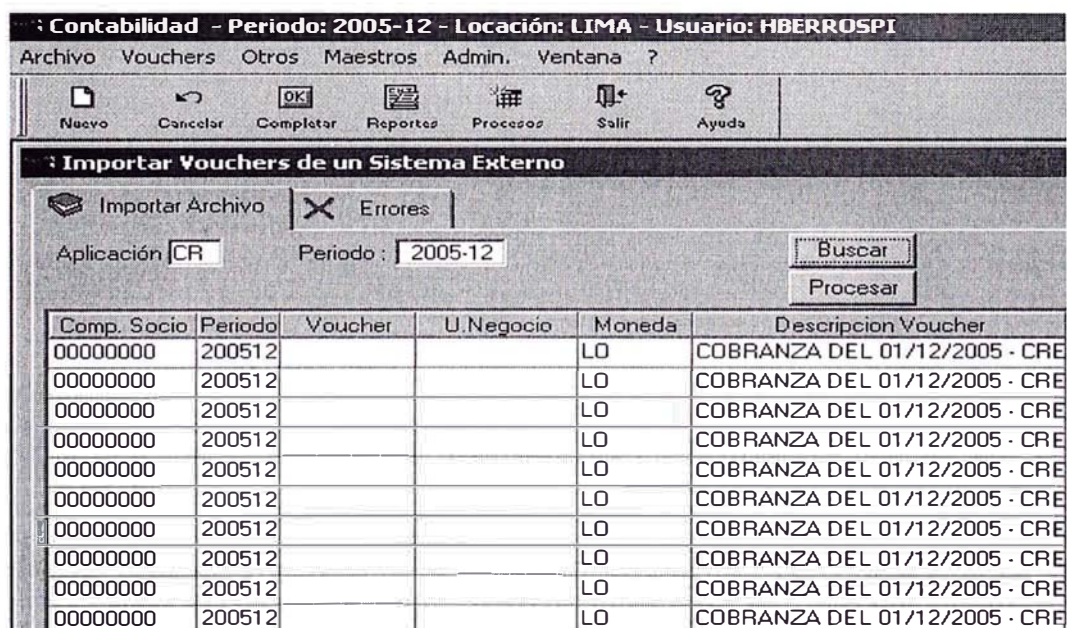 Contabilidad - Periodo: 2005-12 - Locación: LIMA - Usuario: HBERROSPI
Archivo Vouchers Otros Maestros Admin. Ventana ?
Nuevo Cancelar OK Completar Reportes Procesos Salir Ayuda
Importar Vouchers de un Sistema Externo
Importar Archivo Errores
Aplicación CR Periodo : 2005-12 Buscar
Procesar
Comp. Socio Periodo Voucher U.Negocio Moneda Descripcion Voucher
00000000 200512 LO COBRANZA DEL 01/12/2005 - CRE
00000000 200512 LO COBRANZA DEL 01/12/2005 - CRE
00000000 200512 LO COBRANZA DEL 01/12/2005 - CRE
00000000 200512 LO COBRANZA DEL 01/12/2005 - CRE
00000000 200512 LO COBRANZA DEL 01/12/2005 - CRE
00000000 200512 LO COBRANZA DEL 01/12/2005 - CRE
00000000 200512 LO COBRANZA DEL 01/12/2005 - CRE
00000000 200512 LO COBRANZA DEL 01/12/2005 - CRE
00000000 200512 LO COBRANZA DEL 01/12/2005 - CRE
00000000 200512 LO COBRANZA DEL 01/12/2005 - CRE